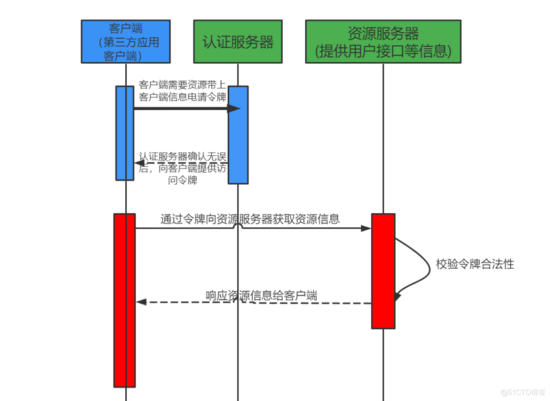 客户端
（第三方应用
客户端）
认证服务器
资源服务器
(提供用户接口等信息)
客户端需要资源带上
客户端信息电请令牌
认证服务器确认无误
后，向客户端提供访
问令牌
通过令牌向资源服务器获取资源信息
校验令牌合法性
响应资源信息给客户端
@51CTO博客